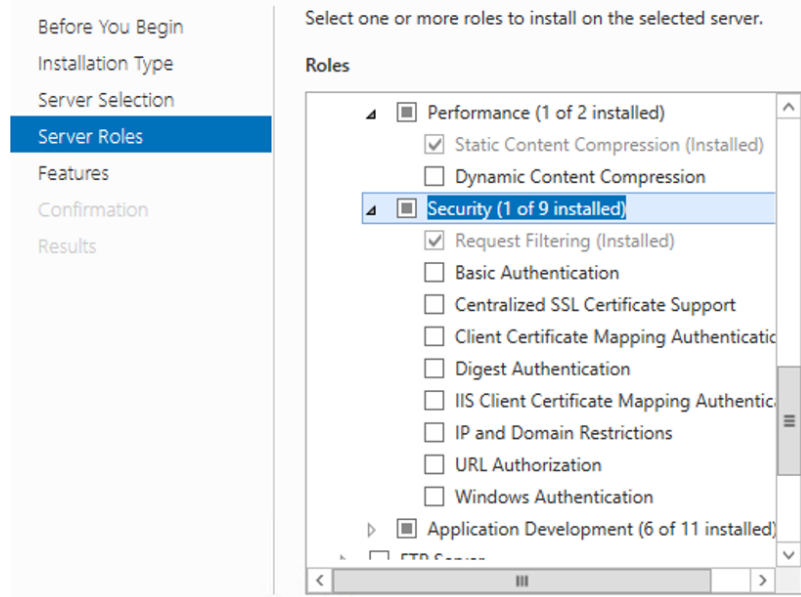 Before You Begin
Installation Type
Server Selection
Server Roles
Features
Confirmation
Results
Select one or more roles to install on the selected server.
Roles
Performance (1 of 2 installed)
Static Content Compression (Installed)
Dynamic Content Compression
Security (1 of 9 installed)
Request Filtering (Installed)
Basic Authentication
Centralized SSL Certificate Support
Client Certificate Mapping Authenticatic
Digest Authentication
IIS Client Certificate Mapping Authentic
IP and Domain Restrictions
URL Authorization
Windows Authentication
Application Development (6 of 11 installed)
FTP Server